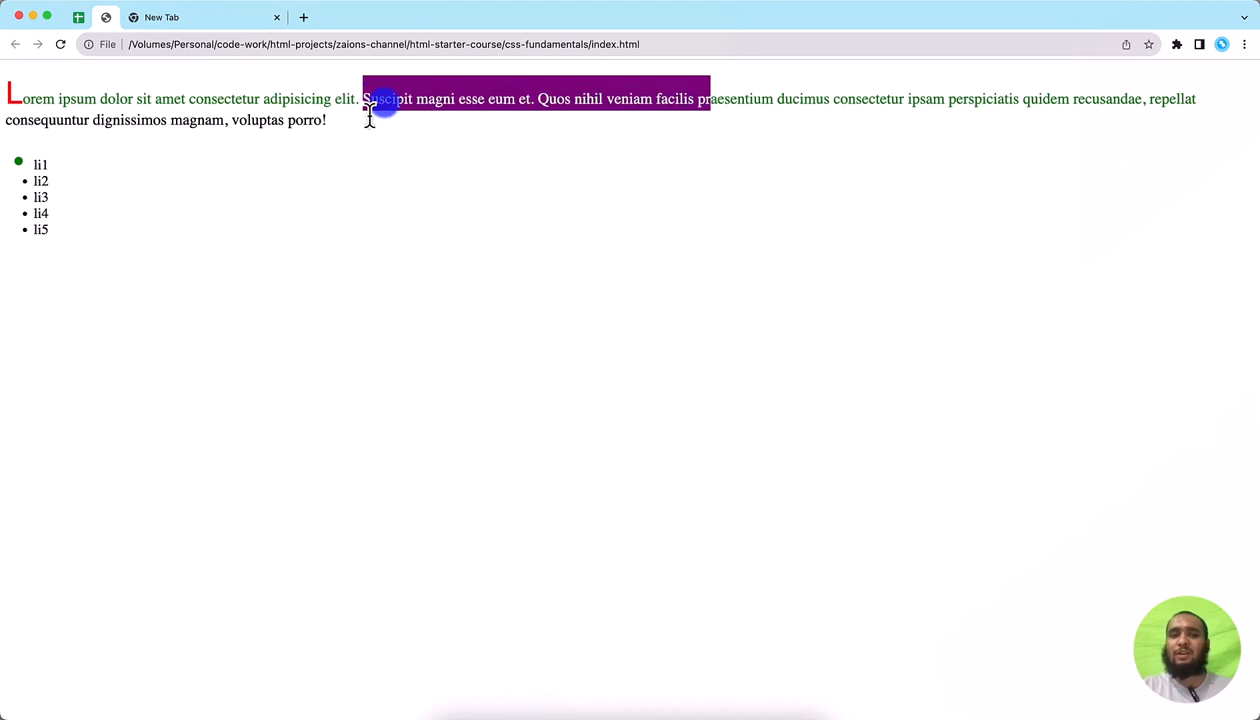 New Tab
File /Volumes/Personal/code-work/html-projects/zaions-channel/html-starter-course/css-fundamentals/index.html
Lorem ipsum dolor sit amet consectetur adipisicing elit. Suscipit magni esse eum et. Quos nihil veniam facilis praesentium ducimus consectetur ipsam perspiciatis quidem recusandae, repellat
consequuntur dignissimos magnam, voluptas porro!
li1
li2
li3
li4
li5